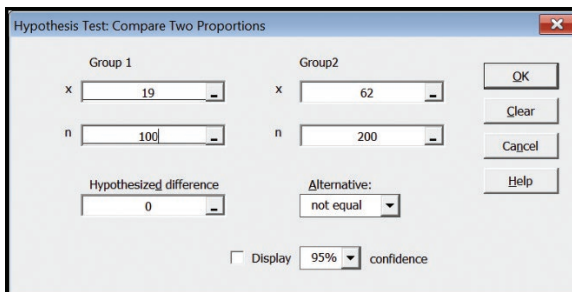 Hypothesis Test: Compare Two Proportions
Group 1 Group2
x 19 x 62 OK
n 100 n 200 Clear
Cancel
Hypothesized difference Alternative: Help
0 not equal
Display 95% confidence